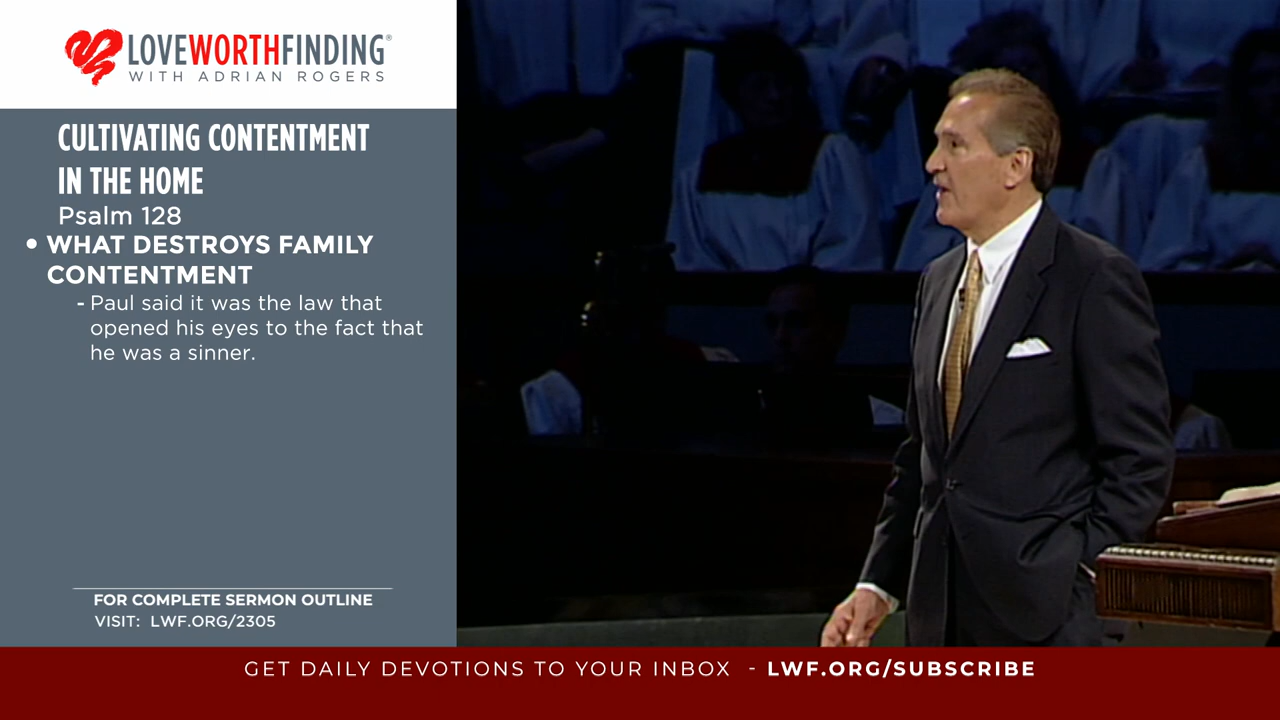 LOVEWORTHFINDING®
WITH ADRIAN ROGERS
CULTIVATING CONTENTMENT
IN THE HOME
Psalm 128
• WHAT DESTROYS FAMILY
CONTENTMENT
- Paul said it was the law that
opened his eyes to the fact that
he was a sinner.
FOR COMPLETE SERMON OUTLINE
VISIT: LWF.ORG/2305
GET DAILY DEVOTIONS TO YOUR INBOX - LWF.ORG/SUBSCRIBE